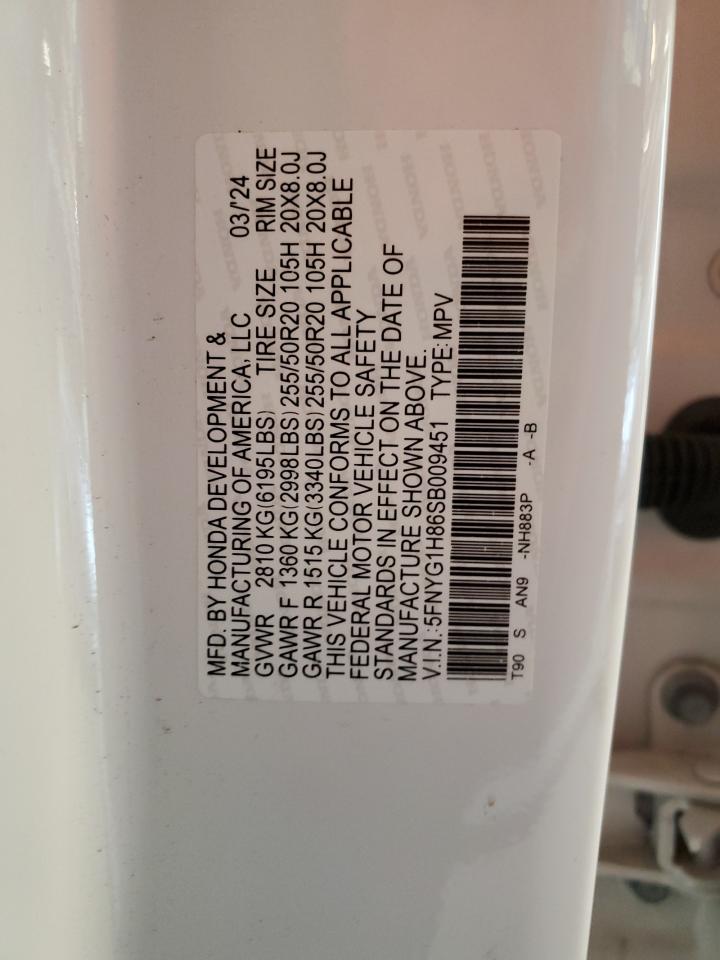 MFD. BY HONDA DEVELOPMENT &
MANUFACTURING OF AMERICA, LLC 03/'24
GVWR 2810 KG(6195LBS) TIRE SIZE RIM SIZE
GAWR F 1360 KG(2998LBS) 255/50R20 105H 20X8.0J
GAWR R 1515 KG(3340LBS) 255/50R20 105H 20X8.0J
THIS VEHICLE CONFORMS TO ALL APPLICABLE
FEDERAL MOTOR VEHICLE SAFETY
STANDARDS IN EFFECT ON THE DATE OF
MANUFACTURE SHOWN ABOVE.
V.I.N.:5FNYG1H86SB009451 TYPE:MPV
T90 S AN9 -NH883P -A -B